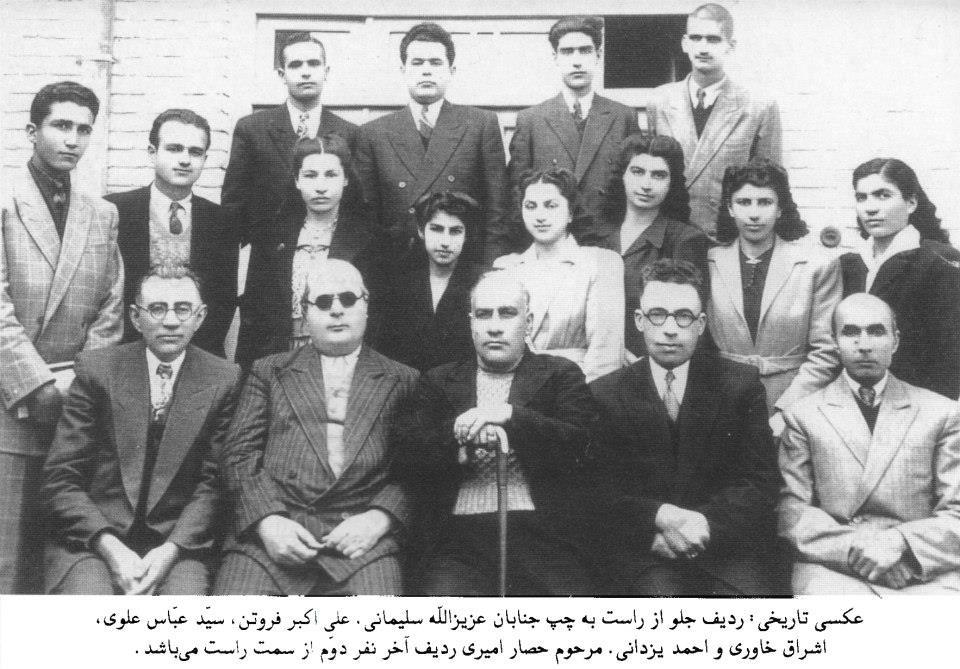 عکسی تاریخی: ردیف جلو از راست به چپ جنابان عزیزاللّه سلیمانی. علی اکبر فروتن، سیّد عبّاس علوی،
اشراق خاوری و احمد یزدانی. مرحوم حصار امیری ردیف آخر نفر دوّم از سمت راست می‌باشد.